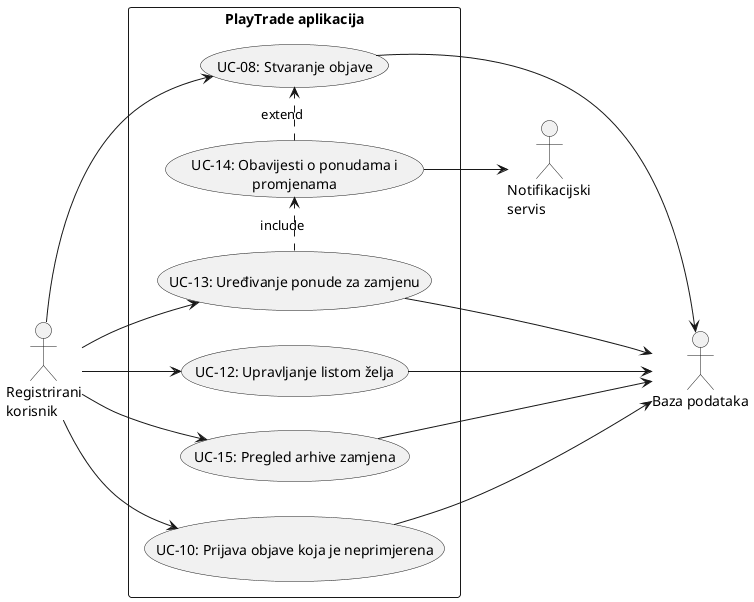 PlayTrade aplikacija
UC-08: Stvaranje objave
extend
UC-14: Obavijesti o ponudama i
promjenama
Notifikacijski
servis
include
UC-13: Uređivanje ponude za zamjenu
Registrirani
korisnik
UC-12: Upravljanje listom želja
Baza podataka
UC-15: Pregled arhive zamjena
UC-10: Prijava objave koja je neprimjerena